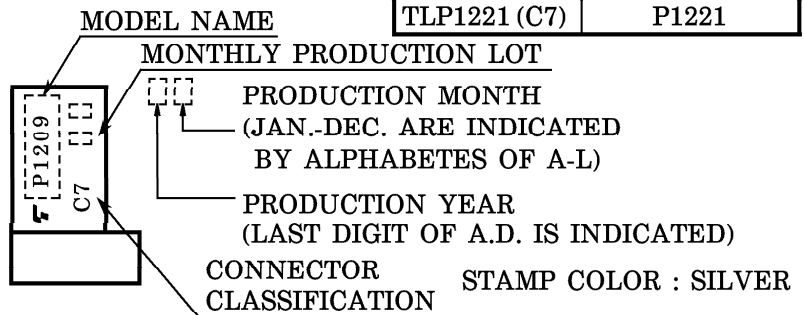 MODEL NAME
TLP1221 (C7) P1221
MONTHLY PRODUCTION LOT
PRODUCTION MONTH
(JAN.-DEC. ARE INDICATED
BY ALPHABETES OF A-L)
P1209
C7
PRODUCTION YEAR
(LAST DIGIT OF A.D. IS INDICATED)
CONNECTOR
CLASSIFICATION
STAMP COLOR : SILVER